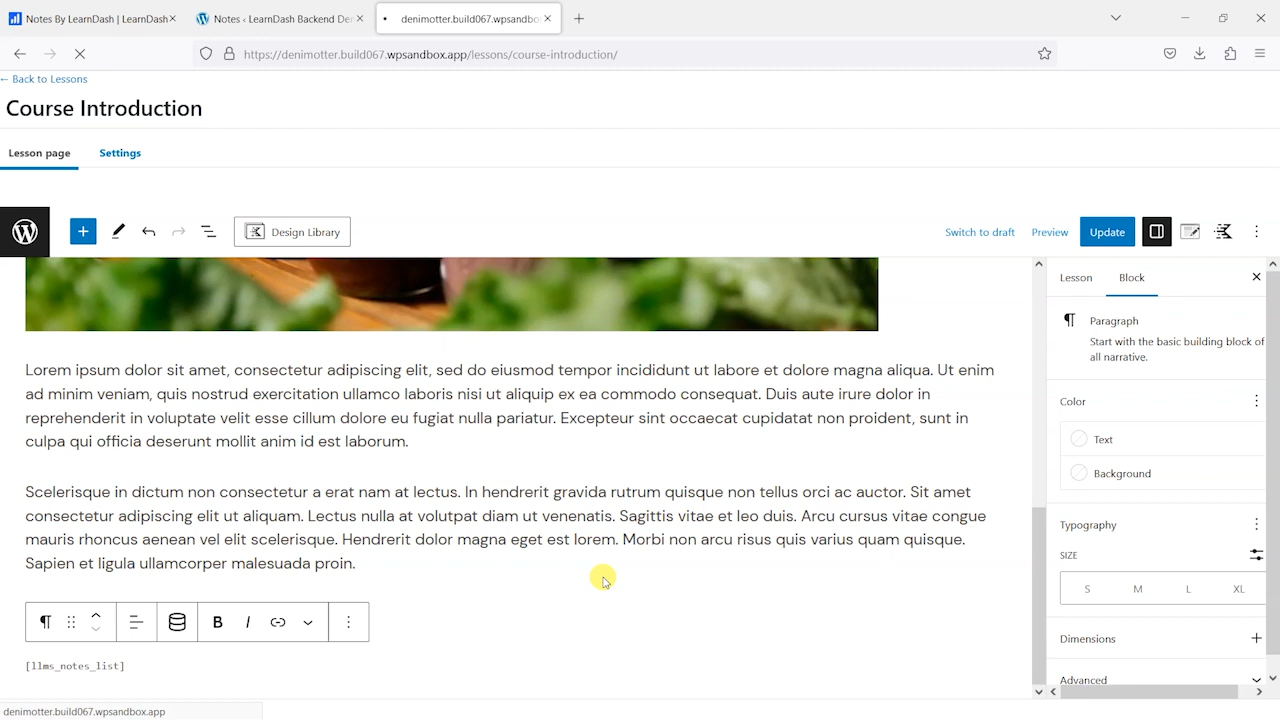 Notes By LearnDash | LearnDash
Notes ‹ LearnDash Backend De
denimotter.build067.wpsandbo
https://denimotter.build067.wpsandbox.app/lessons/course-introduction/
← Back to Lessons
Course Introduction
Lesson page
Settings
Design Library
Switch to draft
Preview
Update
Lesson
Block
Paragraph
Start with the basic building block of
all narrative.
Color
Text
Background
Typography
SIZE
S
M
L
XL
Dimensions
Advanced
Lorem ipsum dolor sit amet, consectetur adipiscing elit, sed do eiusmod tempor incididunt ut labore et dolore magna aliqua. Ut enim
ad minim veniam, quis nostrud exercitation ullamco laboris nisi ut aliquip ex ea commodo consequat. Duis aute irure dolor in
reprehenderit in voluptate velit esse cillum dolore eu fugiat nulla pariatur. Excepteur sint occaecat cupidatat non proident, sunt in
culpa qui officia deserunt mollit anim id est laborum.
Scelerisque in dictum non consectetur a erat nam at lectus. In hendrerit gravida rutrum quisque non tellus orci ac auctor. Sit amet
consectetur adipiscing elit ut aliquam. Lectus nulla at volutpat diam ut venenatis. Sagittis vitae et leo duis. Arcu cursus vitae congue
mauris rhoncus aenean vel elit scelerisque. Hendrerit dolor magna eget est lorem. Morbi non arcu risus quis varius quam quisque.
Sapien et ligula ullamcorper malesuada proin.
B
I
[llms_notes_list]
denimotter.build067.wpsandbox.app